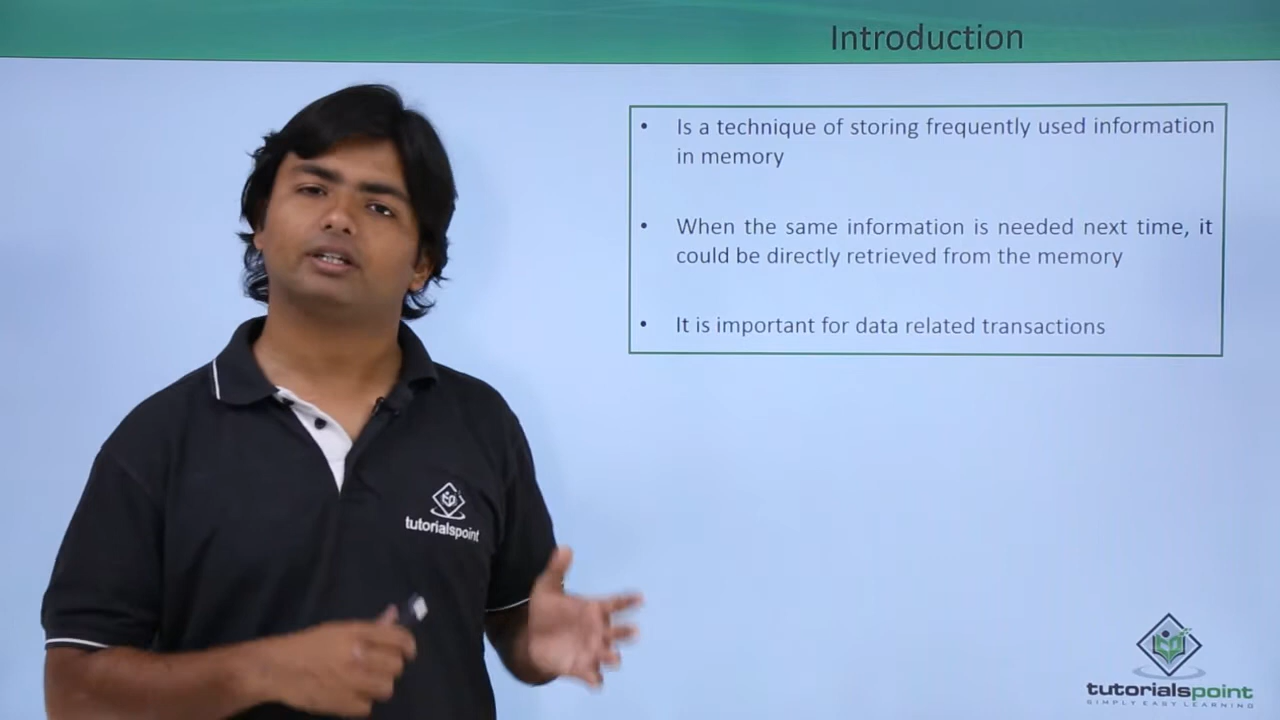 Introduction
• Is a technique of storing frequently used information
in memory
• When the same information is needed next time, it
could be directly retrieved from the memory
• It is important for data related transactions
tutorialspoint
tutorialspoint
SIMPLY EASY LEARNING